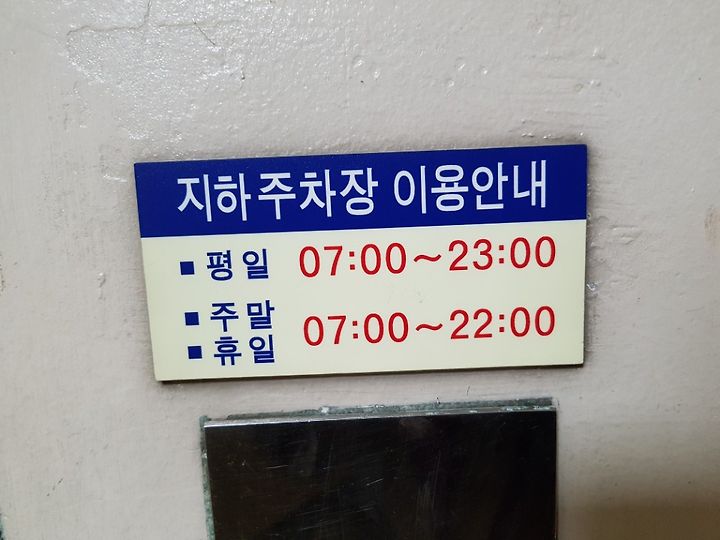 지하주차장 이용안내
▪ 평일 07:00~23:00
▪ 주말
▪ 휴일 07:00~22:00